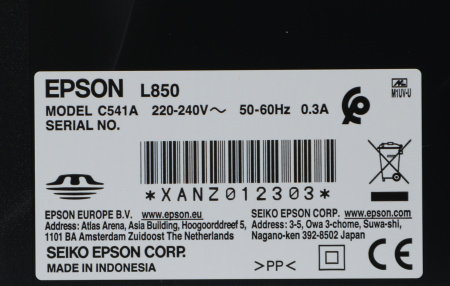 EPSON L850
MODEL C541A 220-240V～ 50-60Hz 0.3A
SERIAL NO.
M1UV-U
*XANZ012303*
EPSON EUROPE B.V. www.epson.eu
Address: Atlas Arena, Asia Building, Hoogoorddreef 5,
1101 BA Amsterdam Zuidoost The Netherlands
SEIKO EPSON CORP. www.epson.com
Address: 3-5, Owa 3-chome, Suwa-shi,
Nagano-ken 392-8502 Japan
SEIKO EPSON CORP.
MADE IN INDONESIA
>PP<
CE